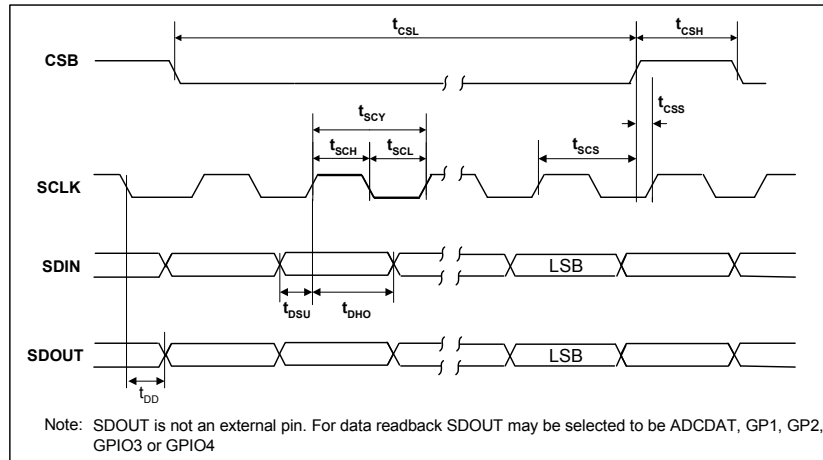 tCSL
tCSH
CSB
tCSS
tSCY
tSCH
tSCL
tSCS
SCLK
SDIN
LSB
tDSU
tDHO
SDOUT
LSB
tDD
Note: SDOUT is not an external pin. For data readback SDOUT may be selected to be ADCDAT, GP1, GP2,
GPIO3 or GPIO4